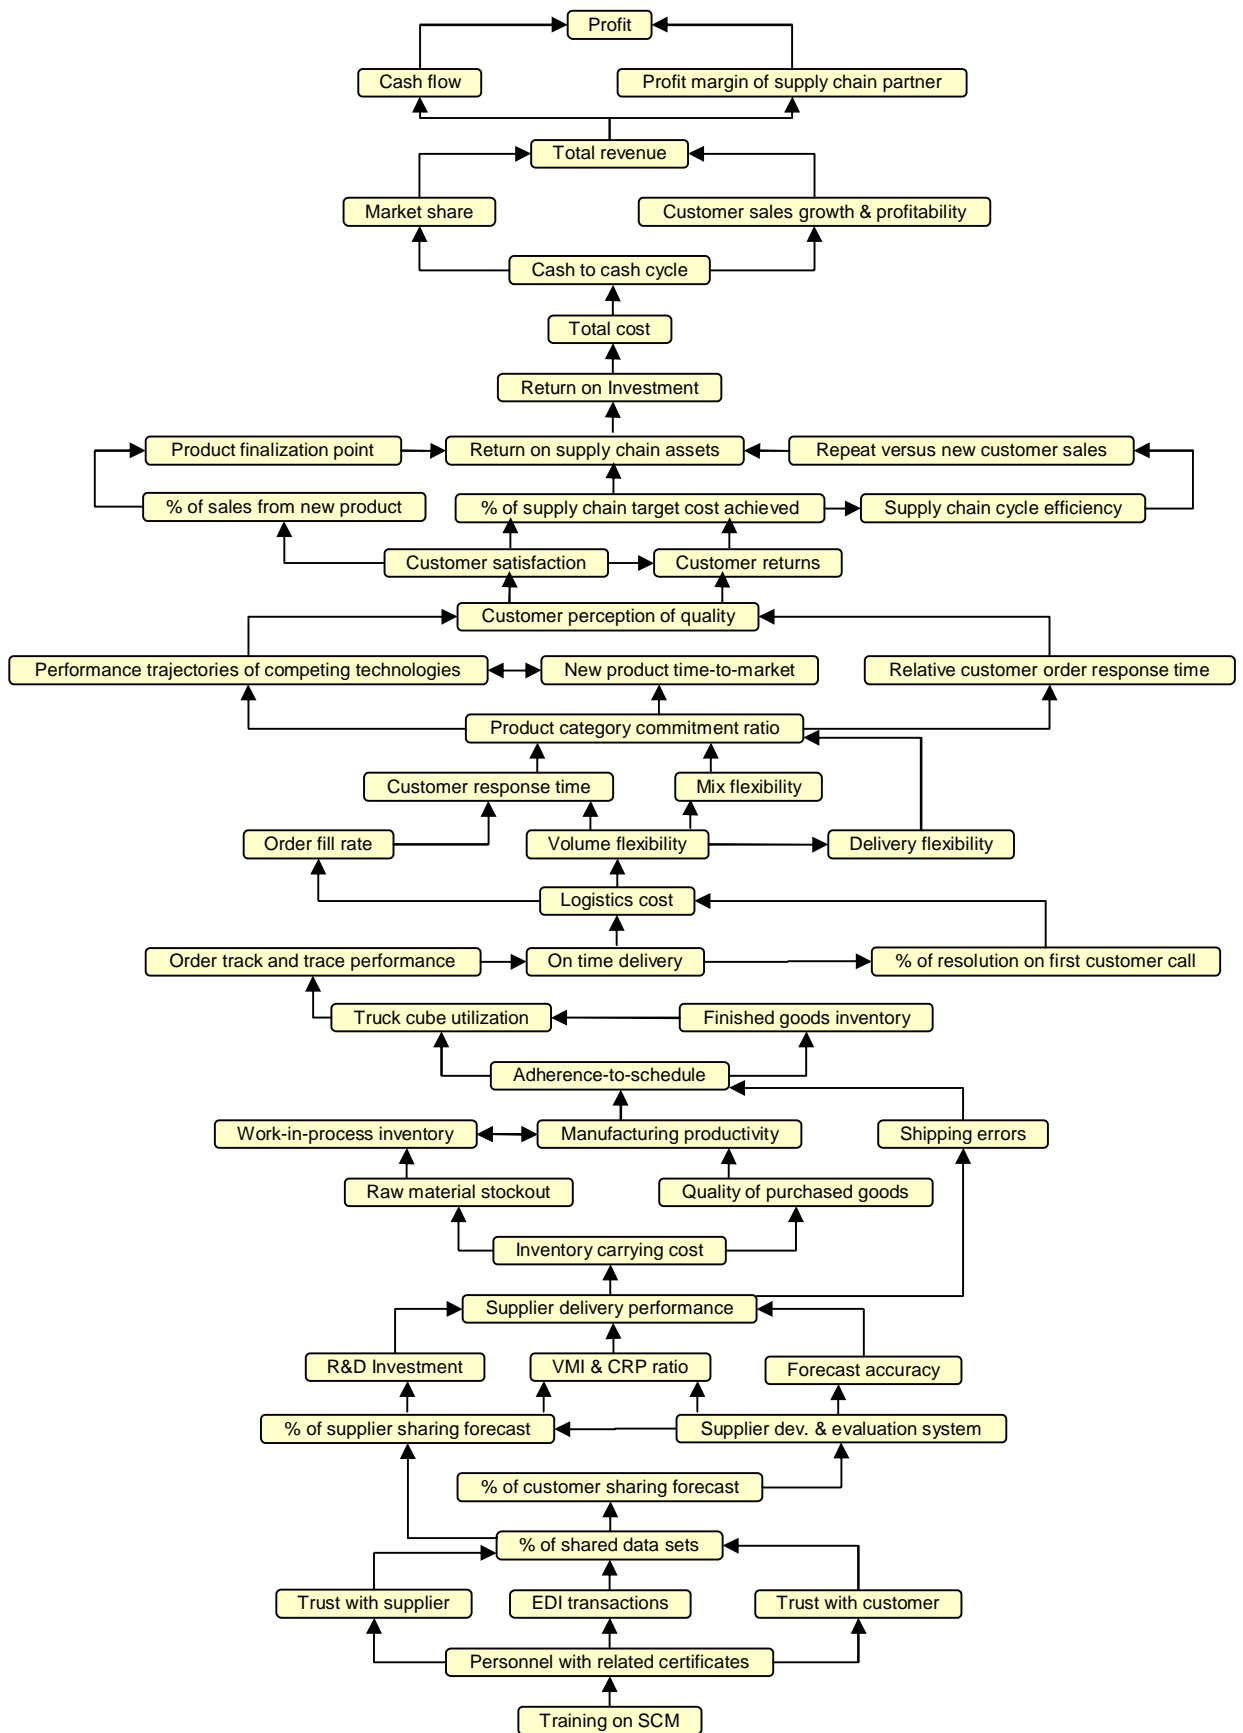 Profit
Cash flow
Profit margin of supply chain partner
Total revenue
Market share
Customer sales growth & profitability
Cash to cash cycle
Total cost
Return on Investment
Product finalization point
Return on supply chain assets
Repeat versus new customer sales
% of sales from new product
% of supply chain target cost achieved
Supply chain cycle efficiency
Customer satisfaction
Customer returns
Customer perception of quality
Performance trajectories of competing technologies
New product time-to-market
Relative customer order response time
Product category commitment ratio
Customer response time
Mix flexibility
Order fill rate
Volume flexibility
Delivery flexibility
Logistics cost
Order track and trace performance
On time delivery
% of resolution on first customer call
Truck cube utilization
Finished goods inventory
Adherence-to-schedule
Work-in-process inventory
Manufacturing productivity
Shipping errors
Raw material stockout
Quality of purchased goods
Inventory carrying cost
Supplier delivery performance
R&D Investment
VMI & CRP ratio
Forecast accuracy
% of supplier sharing forecast
Supplier dev. & evaluation system
% of customer sharing forecast
% of shared data sets
Trust with supplier
EDI transactions
Trust with customer
Personnel with related certificates
Training on SCM